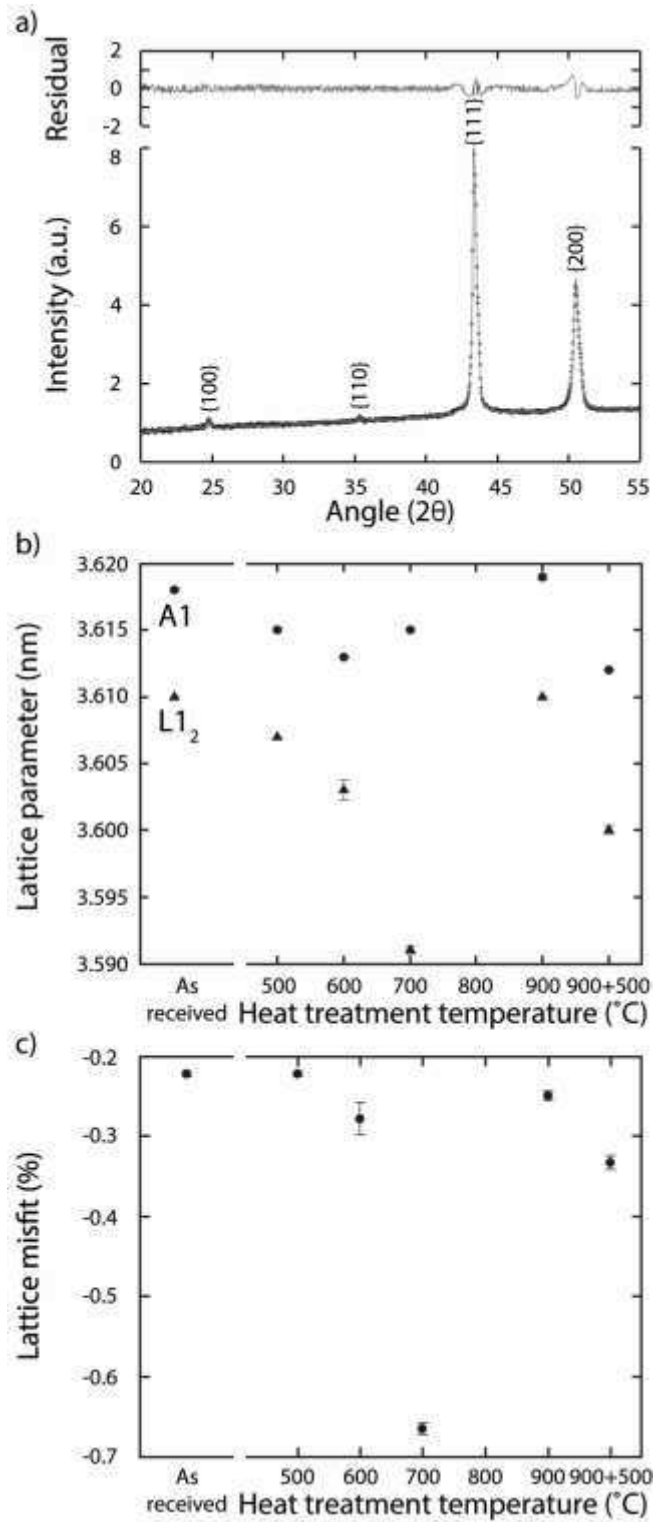 a)
2
0
-2
Residual
8
6
4
2
0
Intensity (a.u.)
{100}
{110}
{111}
{200}
20 25 30 35 40 45 50 55
Angle (2θ)
b)
3.620
3.615
3.610
3.605
3.600
3.595
3.590
Lattice parameter (nm)
A1
L1₂
As received
500 600 700 800 900 900+500
Heat treatment temperature (˚C)
c)
-0.2
-0.3
-0.4
-0.5
-0.6
-0.7
Lattice misfit (%)
As received
500 600 700 800 900 900+500
Heat treatment temperature (˚C)